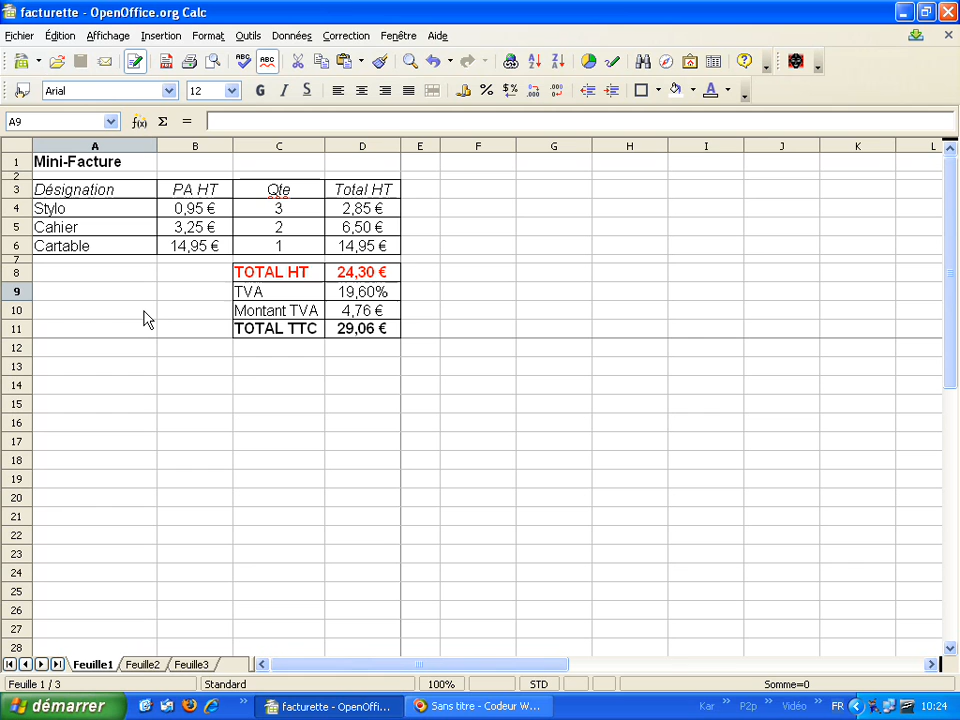 facturette - OpenOffice.org Calc
Fichier Édition Affichage Insertion Format Outils Données Correction Fenêtre Aide
Arial 12
A9
A B C D E F G H I J K L
1 Mini-Facture
2
3 Désignation PA HT Qte Total HT
4 Stylo 0,95 € 3 2,85 €
5 Cahier 3,25 € 2 6,50 €
6 Cartable 14,95 € 1 14,95 €
7
8 TOTAL HT 24,30 €
9 TVA 19,60%
10 Montant TVA 4,76 €
11 TOTAL TTC 29,06 €
12
13
14
15
16
17
18
19
20
21
22
23
24
25
26
27
28
Feuille1 Feuille2 Feuille3
Feuille 1 / 3 Standard 100% STD Somme=0
démarrer facturette - OpenOffi... Sans titre - Codeur W... Kar P2p Vidéo FR 10:24